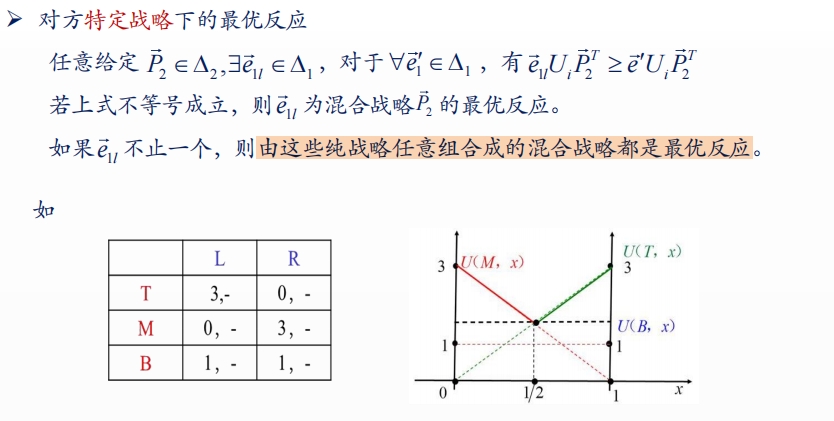 ➤ 对方特定战略下的最优反应
任意给定 $\vec{P}_2 \in \Delta_2, \exists \vec{e}_{1l} \in \Delta_1$, 对于 $\forall \vec{e}_1' \in \Delta_1$, 有 $\vec{e}_{1l} U_i \vec{P}_2^T \geq \vec{e}' U_i \vec{P}_2^T$
若上式不等号成立,则 $\vec{e}_{1l}$ 为混合战略 $\vec{P}_2$ 的最优反应。
如果 $\vec{e}_{1l}$ 不止一个,则由这些纯战略任意组合成的混合战略都是最优反应。
如
L R
T 3,- 0, -
M 0, - 3, -
B 1, - 1, -
U(T, x)
3 U(M, x) 3
U(B, x)
1 1
0 1/2 1 x